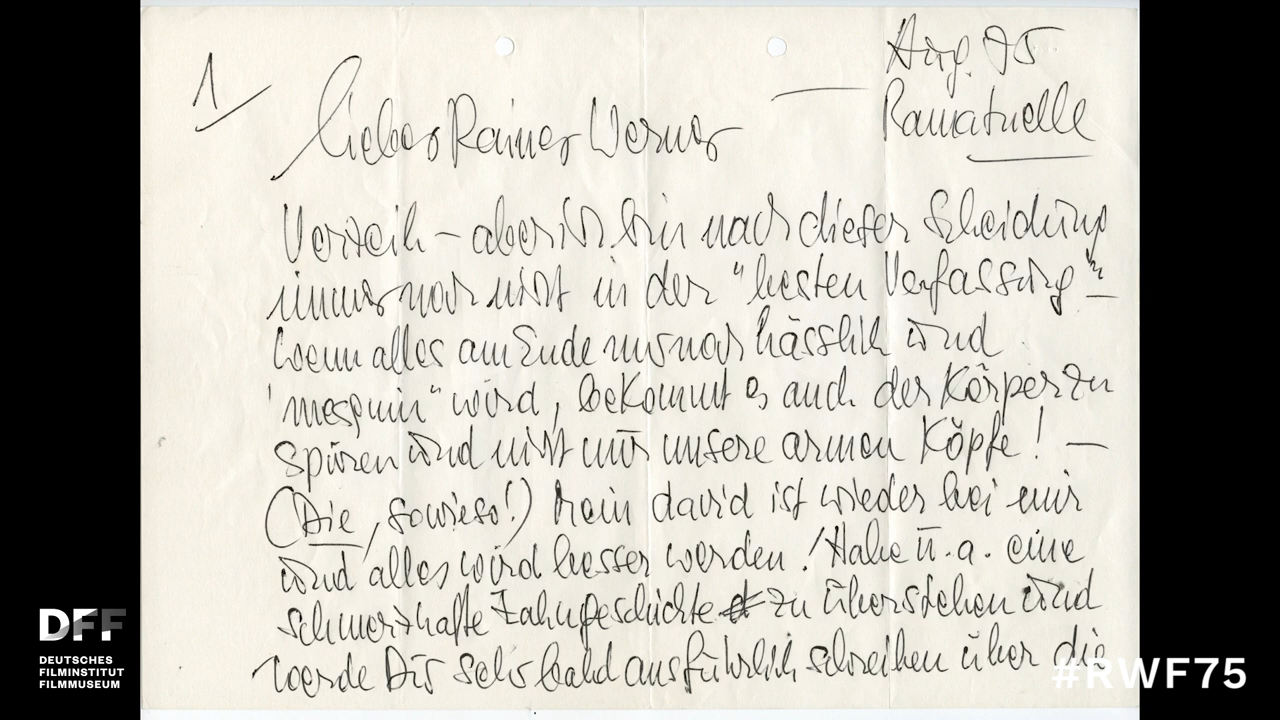 1
Aug. 75
Ramatuelle
lieber Rainer Werner
Verzeih – aber ich bin nach dieser Scheidung
immer noch nicht in der "besten Verfassung" –
wenn alles am Ende nur noch hässlich und
"mesquin" wird, bekommt es auch der Körper zu
spüren und nicht nur unsere armen Köpfe! —
(Die, sowieso!) Mein david ist wieder bei mir
und alles wird besser werden! Habe u.a. eine
schmerzhafte Zahngeschichte zu überstehen und
werde Dir sehr bald ausführlich schreiben über die
DFF
DEUTSCHES
FILMINSTITUT
FILMMUSEUM
#RWF75